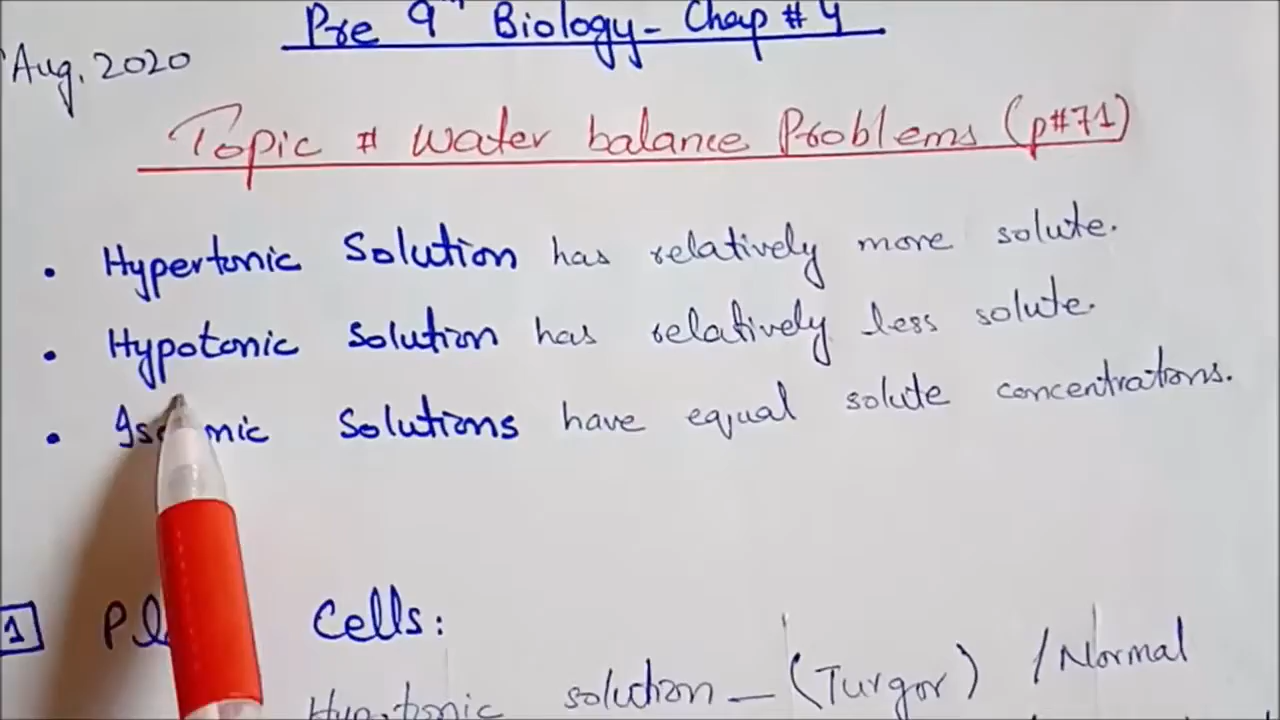 Pre 9th Biology - Chap # 4
Aug, 2020
Topic # Water balance Problems (p#71)
• Hypertonic Solution has relatively more solute.
• Hypotonic Solution has relatively less solute.
• Solutions have equal solute concentrations.
1 Cells:
solution — (Turgor) / Normal